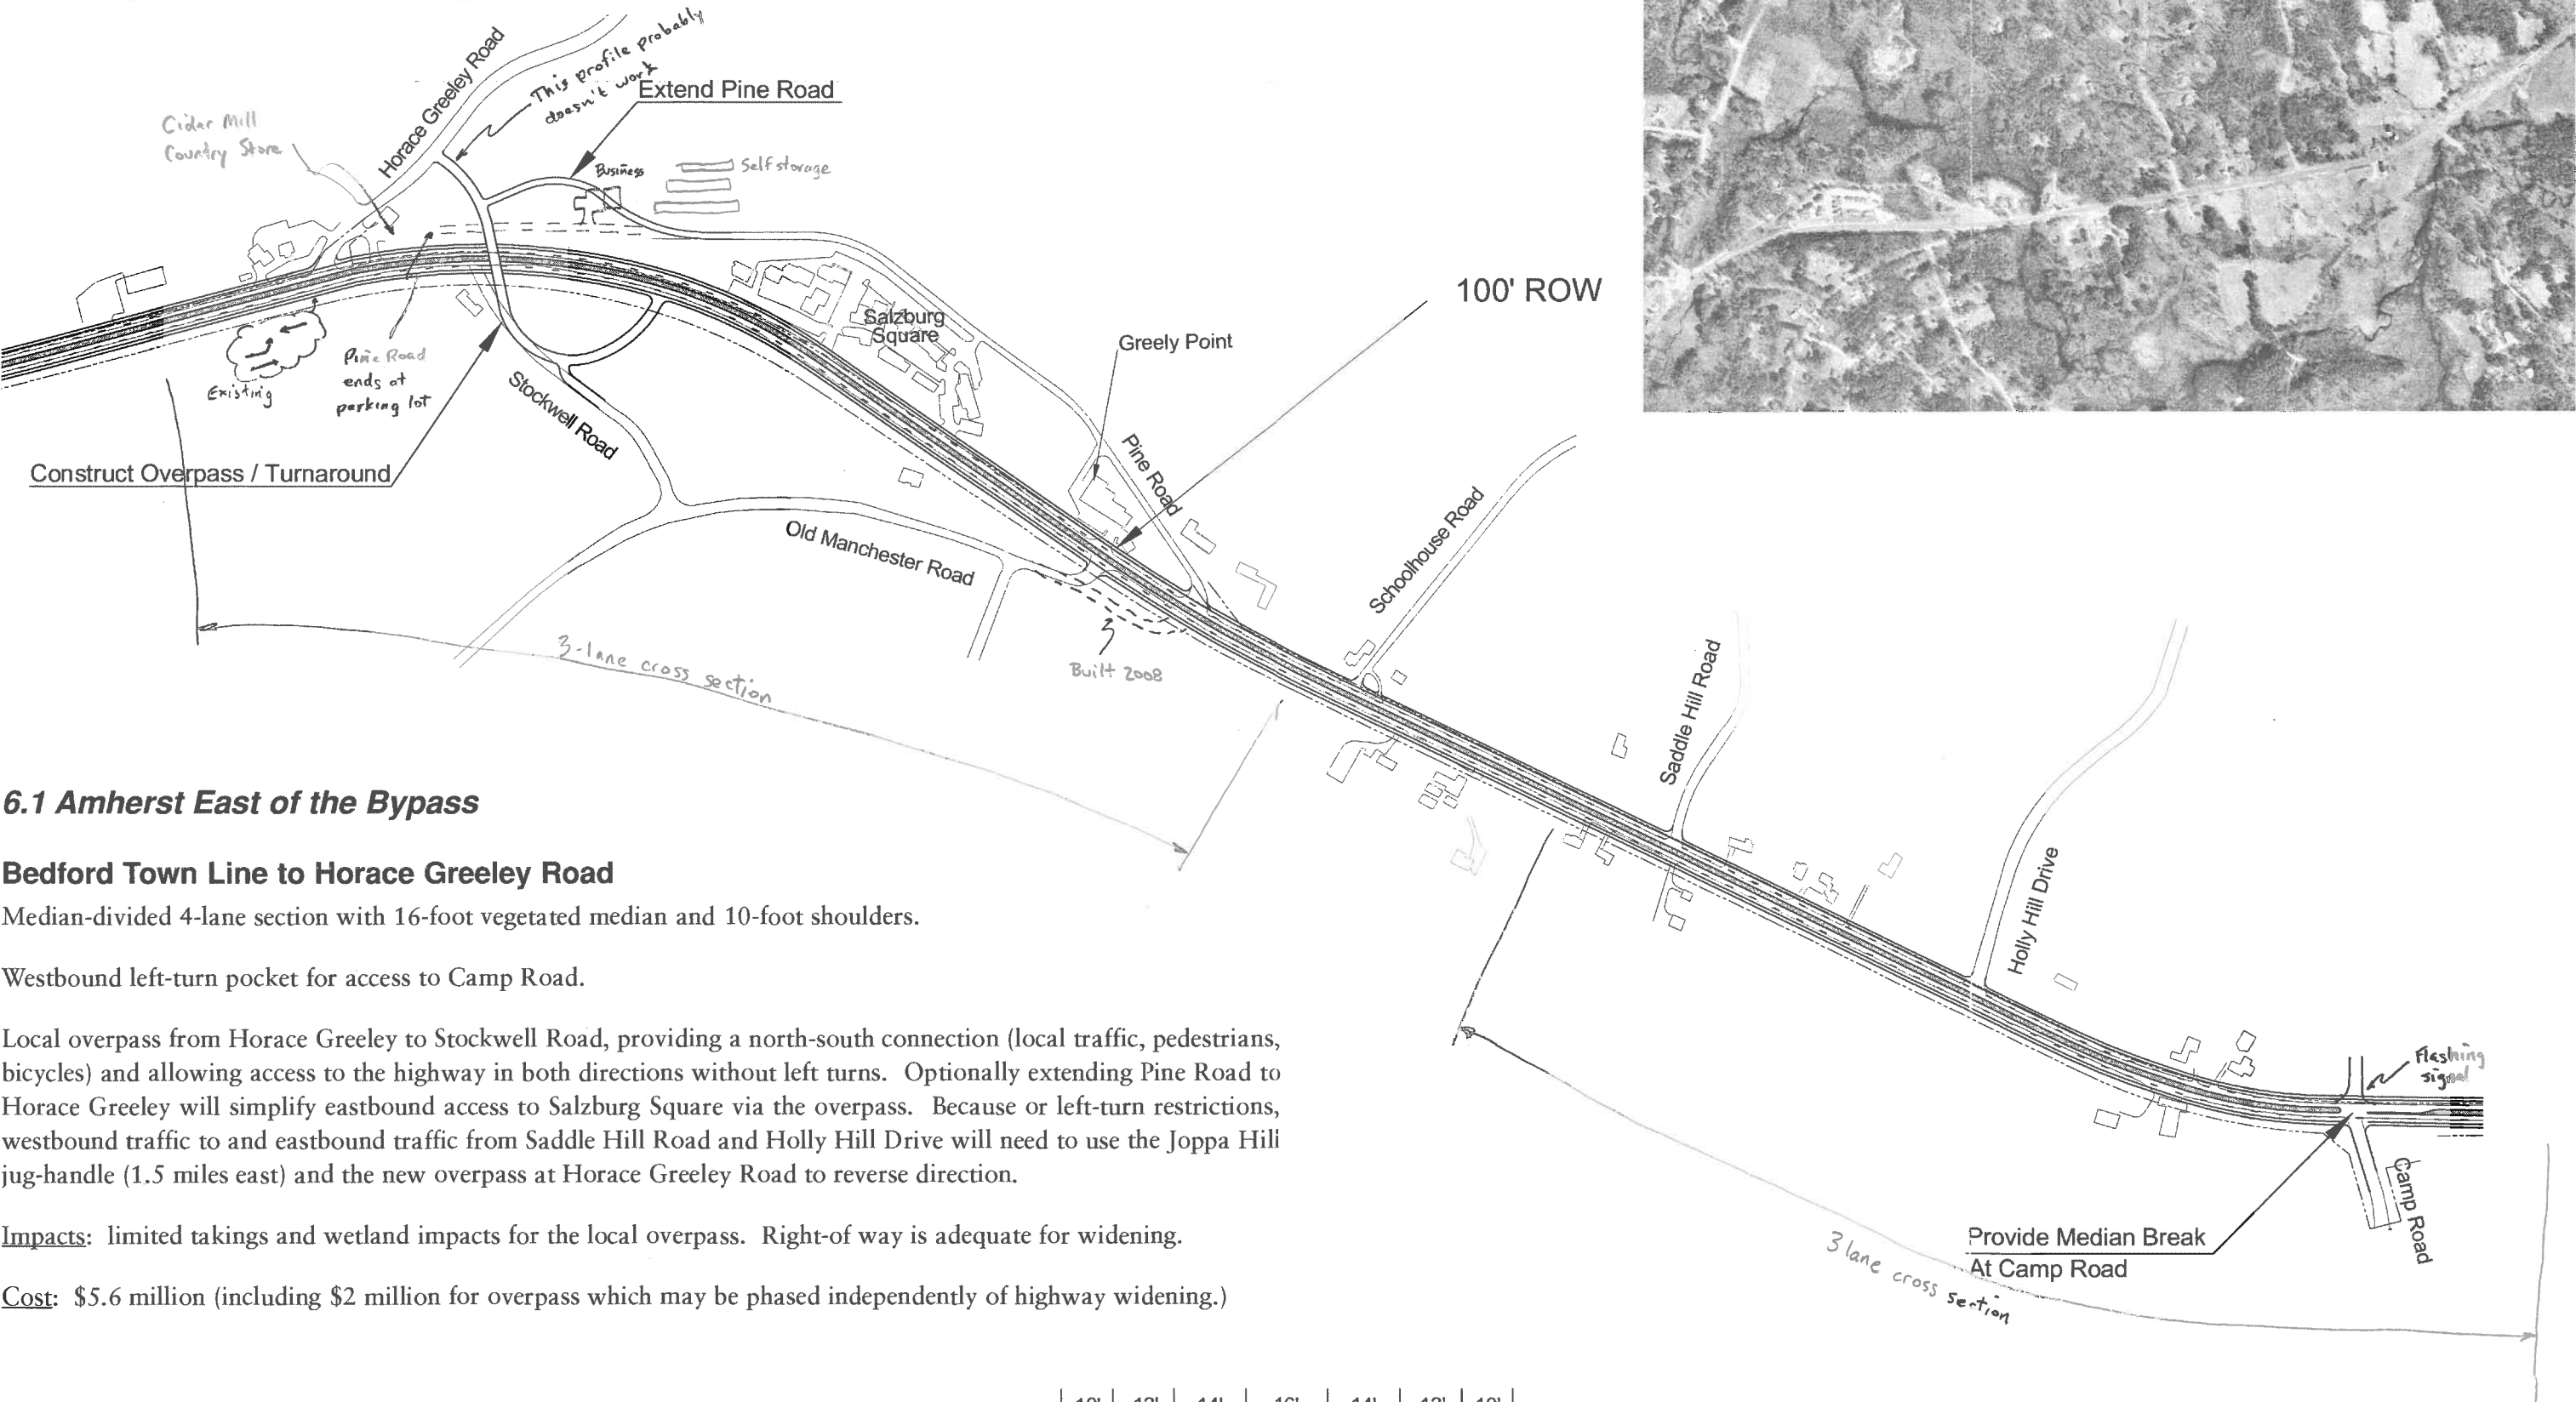 Horace Greeley Road
This profile probably
doesn't work
Extend Pine Road
Cider Mill
Country Store
Business
Self storage
100' ROW
Salzburg
Square
Greely Point
Existing
Pine Road
ends at
parking lot
Stockwell Road
Construct Overpass / Turnaround
Pine Road
Old Manchester Road
Schoolhouse Road
Built 2008
3-lane cross section
Saddle Hill Road
Holly Hill Drive
Flashing
signal
Camp Road
Provide Median Break
At Camp Road
3 lane cross section
6.1 Amherst East of the Bypass
Bedford Town Line to Horace Greeley Road
Median-divided 4-lane section with 16-foot vegetated median and 10-foot shoulders.
Westbound left-turn pocket for access to Camp Road.
Local overpass from Horace Greeley to Stockwell Road, providing a north-south connection (local traffic, pedestrians,
bicycles) and allowing access to the highway in both directions without left turns. Optionally extending Pine Road to
Horace Greeley will simplify eastbound access to Salzburg Square via the overpass. Because or left-turn restrictions,
westbound traffic to and eastbound traffic from Saddle Hill Road and Holly Hill Drive will need to use the Joppa Hill
jug-handle (1.5 miles east) and the new overpass at Horace Greeley Road to reverse direction.
Impacts: limited takings and wetland impacts for the local overpass. Right-of way is adequate for widening.
Cost: $5.6 million (including $2 million for overpass which may be phased independently of highway widening.)